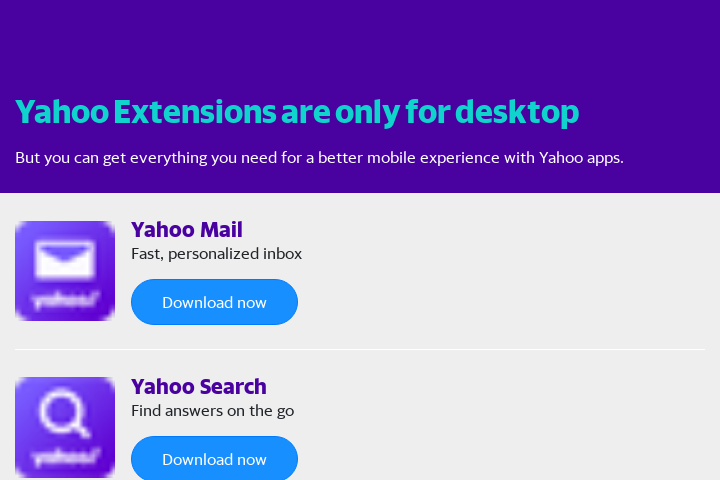 Yahoo Extensions are only for desktop
But you can get everything you need for a better mobile experience with Yahoo apps.
yahoo!
Yahoo Mail
Fast, personalized inbox
Download now
yahoo!
Yahoo Search
Find answers on the go
Download now